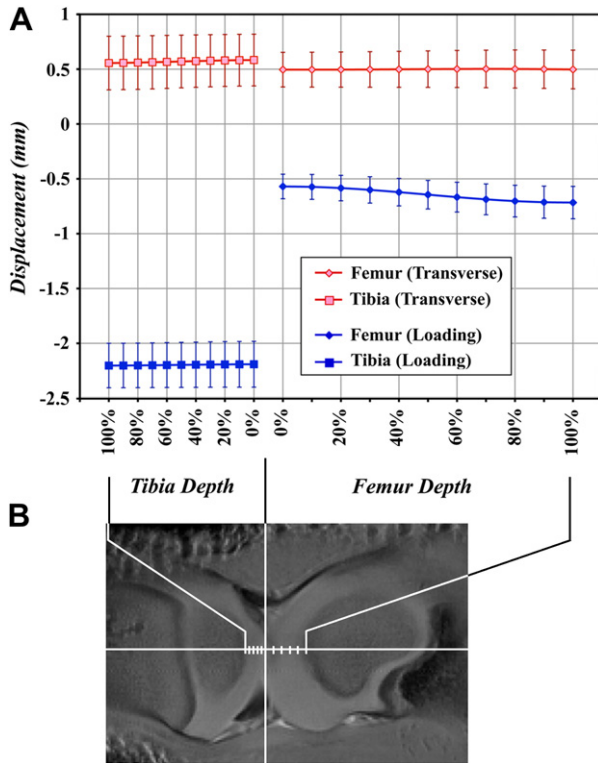 A
1
0.5
0
-0.5
-1
-1.5
-2
-2.5
Displacement (mm)
Femur (Transverse)
Tibia (Transverse)
Femur (Loading)
Tibia (Loading)
100% 80% 60% 40% 20% 0% 0% 20% 40% 60% 80% 100%
Tibia Depth Femur Depth
B